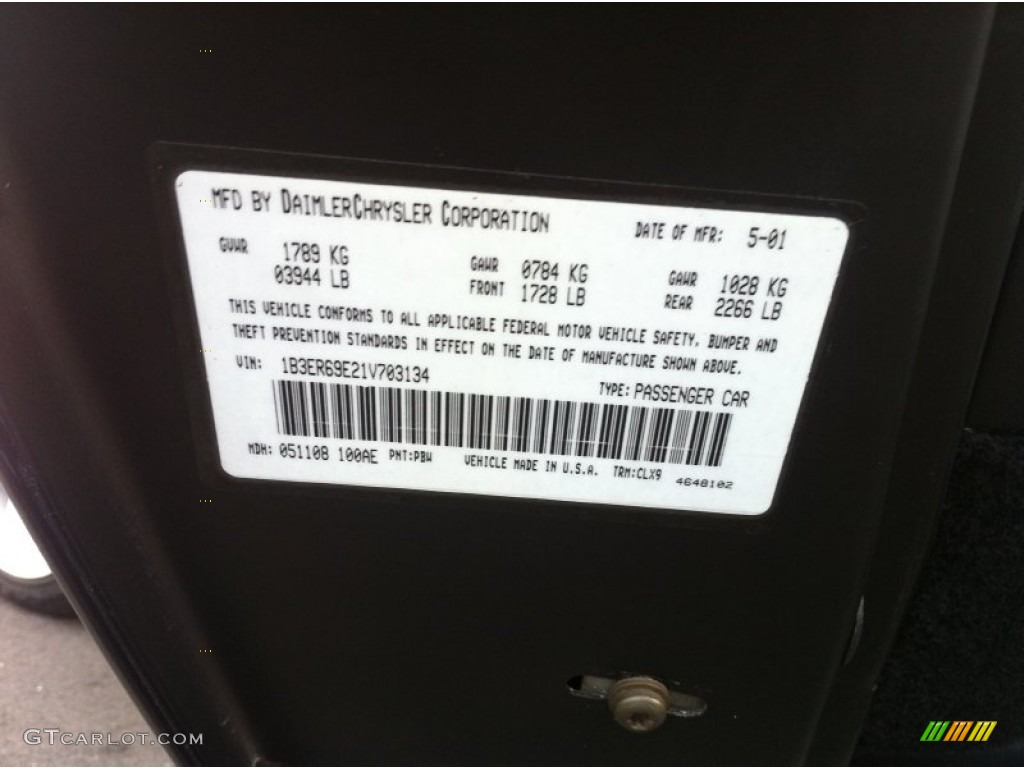 MFD BY DAIMLERCHRYSLER CORPORATION DATE OF MFR: 5-01
GVWR 1789 KG GAWR 0784 KG GAWR 1028 KG
03944 LB FRONT 1728 LB REAR 2266 LB
THIS VEHICLE CONFORMS TO ALL APPLICABLE FEDERAL MOTOR VEHICLE SAFETY, BUMPER AND
THEFT PREVENTION STANDARDS IN EFFECT ON THE DATE OF MANUFACTURE SHOWN ABOVE.
VIN: 1B3ER69E21V703134 TYPE: PASSENGER CAR
MDH: 051108 100AE PNT:PBW VEHICLE MADE IN U.S.A. TRM:CLX9 4648102
GTCARLOT.COM